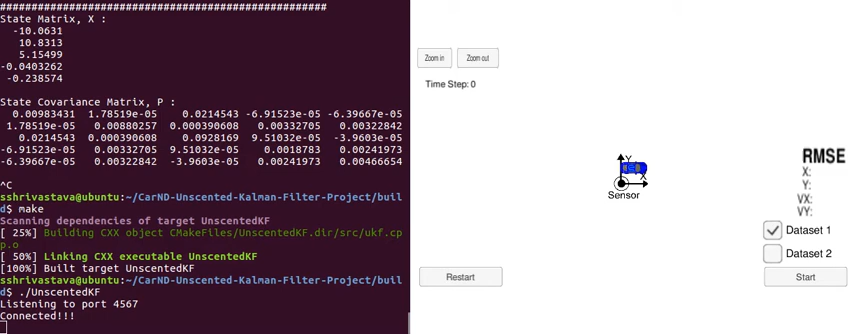 ####################################################
State Matrix, X :
-10.0631
10.8313
5.15499
-0.0403262
-0.238574
State Covariance Matrix, P :
0.00983431 1.78519e-05 0.0214543 -6.91523e-05 -6.39667e-05
1.78519e-05 0.00880257 0.000390608 0.00332705 0.00322842
0.0214543 0.000390608 0.0928169 9.51032e-05 -3.9603e-05
-6.91523e-05 0.00332705 9.51032e-05 0.0018783 0.00241973
-6.39667e-05 0.00322842 -3.9603e-05 0.00241973 0.00466654
^C
sshrivastava@ubuntu:~/CarND-Unscented-Kalman-Filter-Project/buil
d$ make
Scanning dependencies of target UnscentedKF
[ 25%] Building CXX object CMakeFiles/UnscentedKF.dir/src/ukf.cp
p.o
[ 50%] Linking CXX executable UnscentedKF
[100%] Built target UnscentedKF
sshrivastava@ubuntu:~/CarND-Unscented-Kalman-Filter-Project/buil
d$ ./UnscentedKF
Listening to port 4567
Connected!!!
Zoom in Zoom out
Time Step: 0
Y
X
Sensor
RMSE
X:
Y:
VX:
VY:
Dataset 1
Dataset 2
Restart
Start